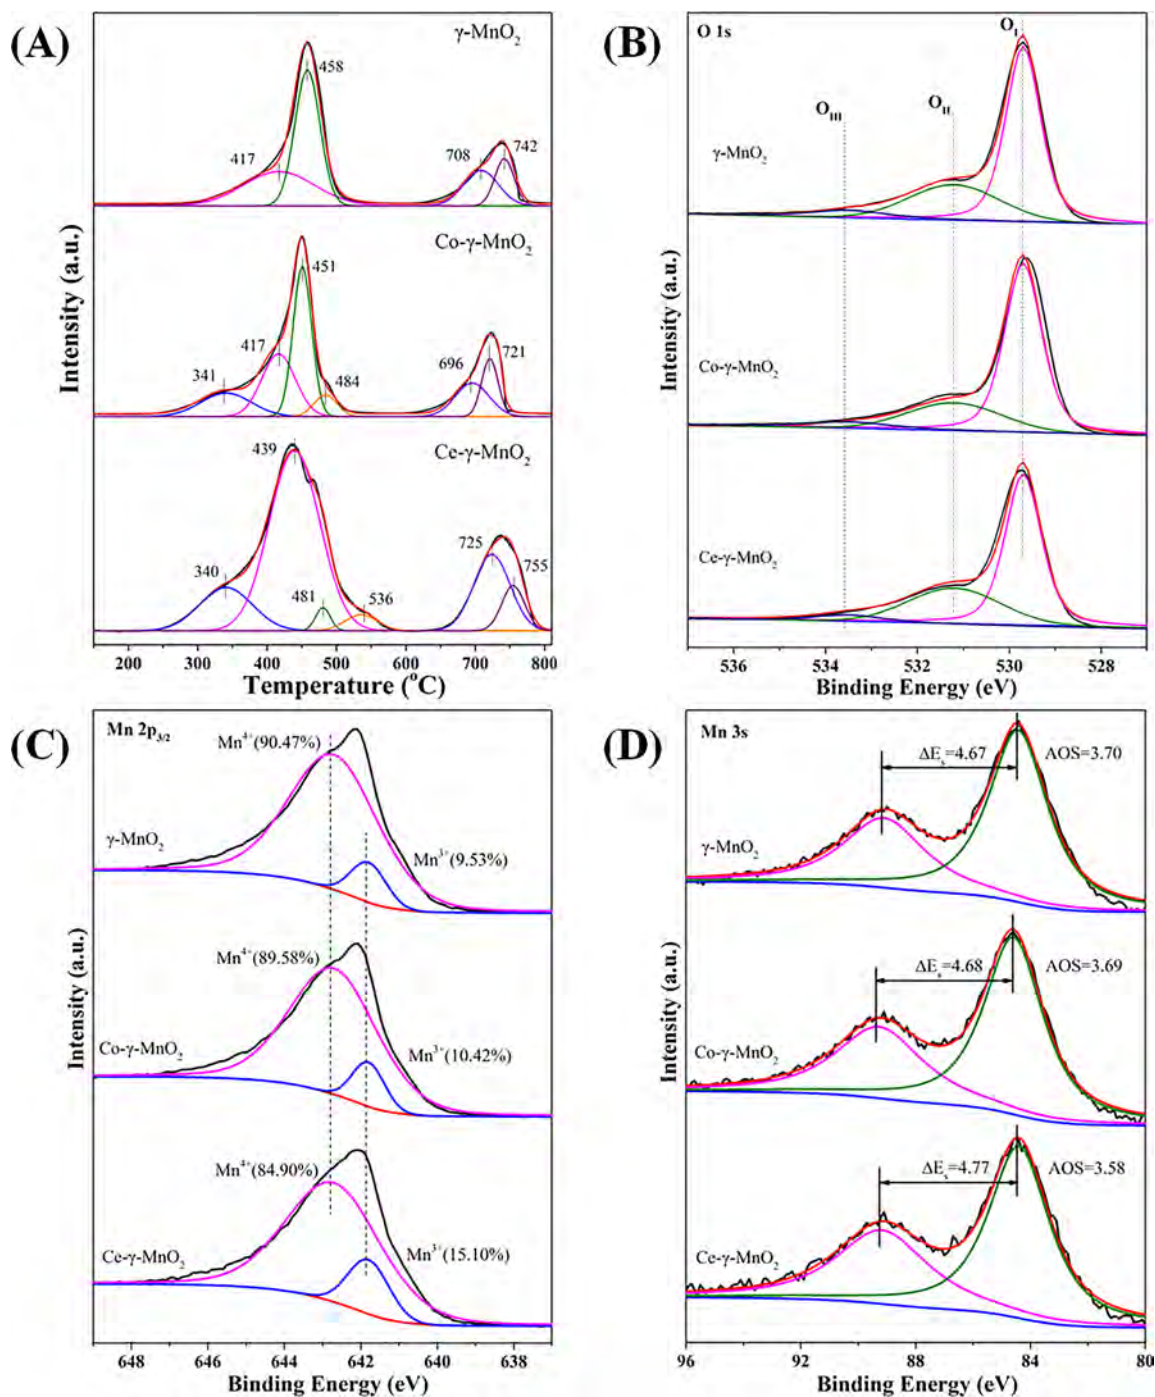 (A)
γ-MnO₂
458
417
708
742
Co-γ-MnO₂
451
417
341
484
696
721
Ce-γ-MnO₂
439
340
481
536
725
755
200 300 400 500 600 700 800
Temperature (°C)
Intensity (a.u.)
(B)
O 1s
O_I
O_II
O_III
γ-MnO₂
Co-γ-MnO₂
Ce-γ-MnO₂
536 534 532 530 528
Binding Energy (eV)
Intensity (a.u.)
(C)
Mn 2p₃/₂
Mn⁴⁺(90.47%)
γ-MnO₂
Mn³⁺(9.53%)
Mn⁴⁺(89.58%)
Co-γ-MnO₂
Mn³⁺(10.42%)
Mn⁴⁺(84.90%)
Ce-γ-MnO₂
Mn³⁺(15.10%)
648 646 644 642 640 638
Binding Energy (eV)
Intensity (a.u.)
(D)
Mn 3s
ΔEₛ=4.67
AOS=3.70
γ-MnO₂
ΔEₛ=4.68
AOS=3.69
Co-γ-MnO₂
ΔEₛ=4.77
AOS=3.58
Ce-γ-MnO₂
96 92 88 84 80
Binding Energy (eV)
Intensity (a.u.)